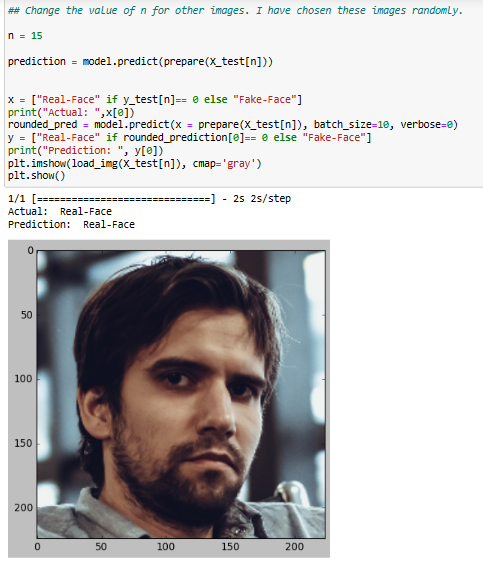 ## Change the value of n for other images. I have chosen these images randomly.
n = 15
prediction = model.predict(prepare(X_test[n]))
x = ["Real-Face" if y_test[n]== 0 else "Fake-Face"]
print("Actual: ",x[0])
rounded_pred = model.predict(x = prepare(X_test[n]), batch_size=10, verbose=0)
y = ["Real-Face" if rounded_prediction[0]== 0 else "Fake-Face"]
print("Prediction: ", y[0])
plt.imshow(load_img(X_test[n]), cmap='gray')
plt.show()
1/1 [==============================] - 2s 2s/step
Actual:  Real-Face
Prediction:  Real-Face
0
50
100
150
200
0 50 100 150 200